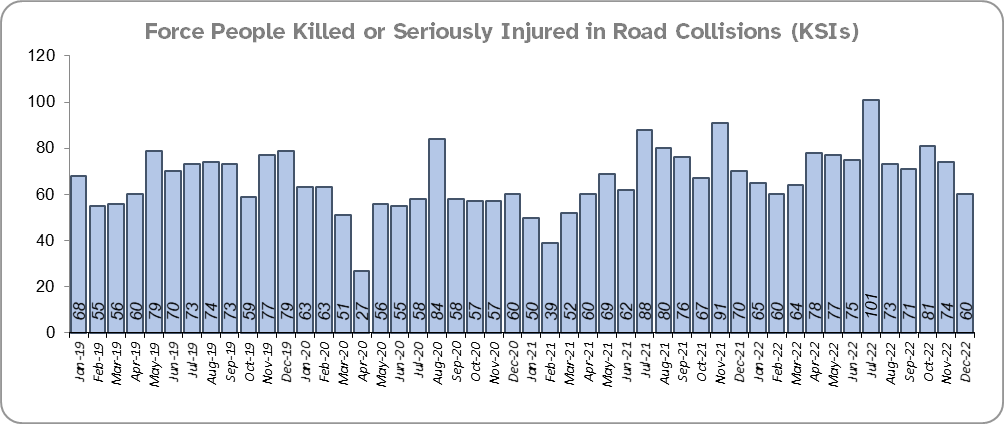 Force People Killed or Seriously Injured in Road Collisions (KSIs)
120
100
80
60
40
20
0
68 55 56 60 79 70 73 74 73 59 77 79 63 63 51 27 56 55 58 84 58 57 57 60 50 39 52 60 69 62 88 80 76 67 91 70 65 60 64 78 77 75 101 73 71 81 74 60
Jan-19 Feb-19 Mar-19 Apr-19 May-19 Jun-19 Jul-19 Aug-19 Sep-19 Oct-19 Nov-19 Dec-19 Jan-20 Feb-20 Mar-20 Apr-20 May-20 Jun-20 Jul-20 Aug-20 Sep-20 Oct-20 Nov-20 Dec-20 Jan-21 Feb-21 Mar-21 Apr-21 May-21 Jun-21 Jul-21 Aug-21 Sep-21 Oct-21 Nov-21 Dec-21 Jan-22 Feb-22 Mar-22 Apr-22 May-22 Jun-22 Jul-22 Aug-22 Sep-22 Oct-22 Nov-22 Dec-22